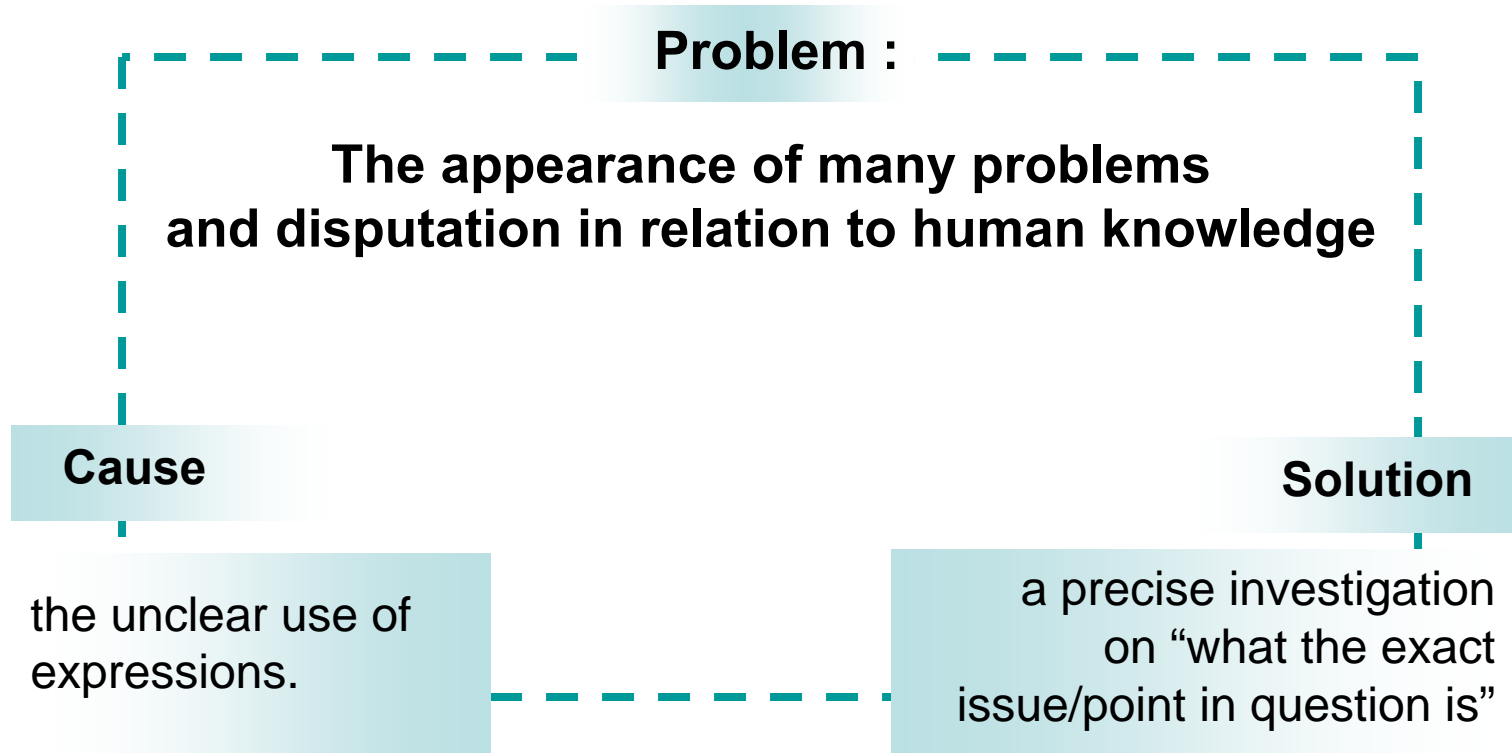 Problem :
The appearance of many problems
and disputation in relation to human knowledge
Cause
the unclear use of
expressions.
Solution
a precise investigation
on “what the exact
issue/point in question is”